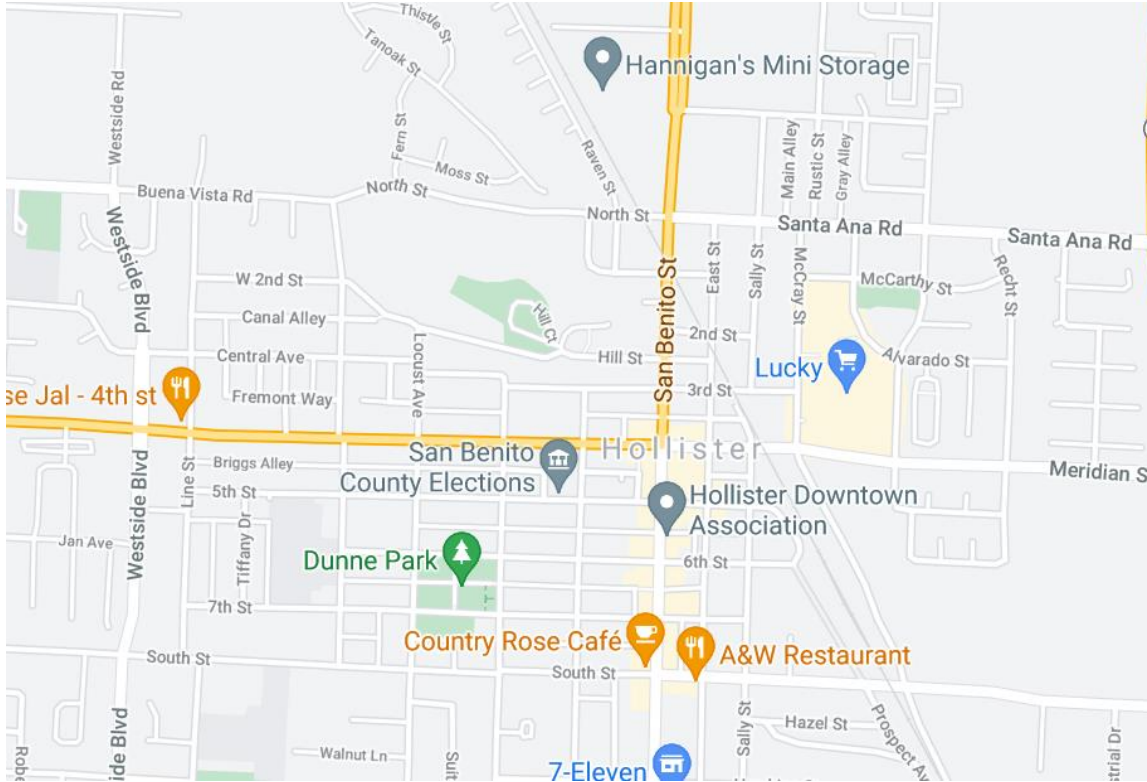 Thistle St
Tanoak St
Hannigan's Mini Storage
Westside Rd
Fern St
Moss St
Raven St
Main Alley
Rustic St
Gray Alley
Buena Vista Rd
North St
North St
Santa Ana Rd
Santa Ana Rd
Westside Blvd
W 2nd St
Canal Alley
Central Ave
Fremont Way
Locust Ave
Hill Ct
Hill St
San Benito St
East St
Sally St
2nd St
3rd St
McCray St
McCarthy St
Recht St
Alvarado St
Lucky
se Jal - 4th st
Hollister
San Benito
County Elections
Briggs Alley
5th St
Line St
Westside Blvd
Tiffany Dr
Jan Ave
Meridian S
Hollister Downtown
Association
Dunne Park
6th St
7th St
Country Rose Café
A&W Restaurant
South St
South St
Hazel St
Sally St
Prospect Av
strial Dr
Westside Blvd
Robe
Walnut Ln
Suit
7-Eleven